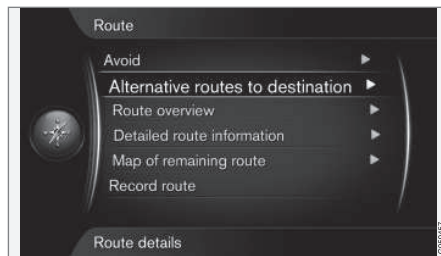 Route
Avoid
Alternative routes to destination
Route overview
Detailed route information
Map of remaining route
Record route
Route details